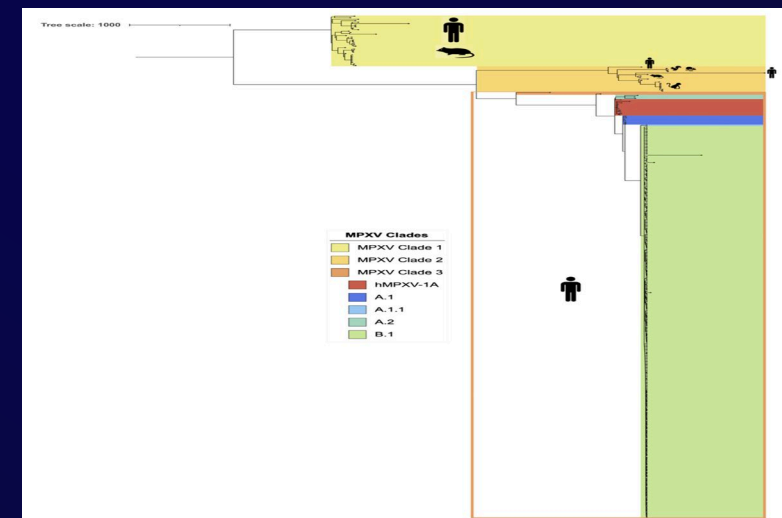 Tree scale: 1000
MPXV Clades
MPXV Clade 1
MPXV Clade 2
MPXV Clade 3
hMPXV-1A
A.1
A.1.1
A.2
B.1